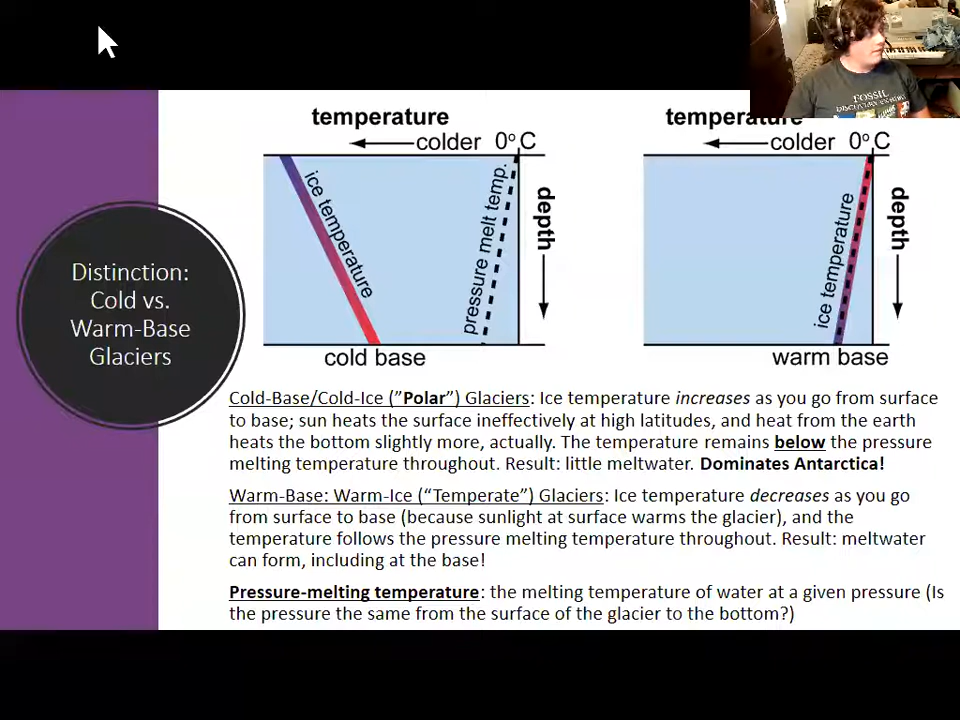 temperature
colder 0°C
ice temperature
pressure melt temp.
depth
cold base
temperature
colder 0°C
ice temperature
depth
warm base
FOSSIL
Distinction:
Cold vs.
Warm-Base
Glaciers
Cold-Base/Cold-Ice (”Polar”) Glaciers: Ice temperature increases as you go from surface
to base; sun heats the surface ineffectively at high latitudes, and heat from the earth
heats the bottom slightly more, actually. The temperature remains below the pressure
melting temperature throughout. Result: little meltwater. Dominates Antarctica!
Warm-Base: Warm-Ice (“Temperate”) Glaciers: Ice temperature decreases as you go
from surface to base (because sunlight at surface warms the glacier), and the
temperature follows the pressure melting temperature throughout. Result: meltwater
can form, including at the base!
Pressure-melting temperature: the melting temperature of water at a given pressure (Is
the pressure the same from the surface of the glacier to the bottom?)